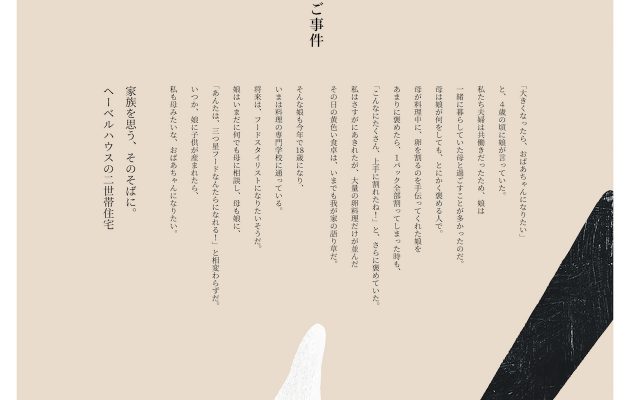 ご事件
「大きくなったら、おばあちゃんになりたい」
と、4歳の頃に娘が言っていた。
私たち夫婦は共働きだったため、娘は
一緒に暮らしていた母と過ごすことが多かったのだ。
母は娘が何をしても、とにかく褒める人で。
母が料理中に、卵を割るのを手伝ってくれた娘を
あまりに褒めたら、1パック全部割ってしまった時も、
「こんなにたくさん、上手に割れたね！」と、さらに褒めていた。
私はさすがにあきれたが、大量の卵料理だけが並んだ
その日の黄色い食卓は、いまでも我が家の語り草だ。
そんな娘も今年で18歳になり、
いまは料理の専門学校に通っている。
将来は、フードスタイリストになりたいそうだ。
娘はいまだに何でも母に相談し、母も娘に、
「あんたは、三つ星フードなんたらになれる！」と相変わらずだ。
いつか、娘に子供が産まれたら、
私も母みたいな、おばあちゃんになりたい。
家族を思う、そのそばに。
ヘーベルハウスの二世帯住宅